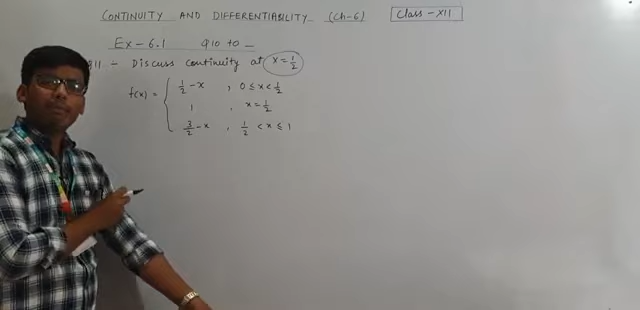 CONTINUITY AND DIFFERENTIABILITY (Ch-6) Class - XII
Ex - 6.1 Q10 to —
Q11. - Discuss continuity at x = 1/2
f(x) = { 1/2 - x , 0 ≤ x < 1/2
1 , x = 1/2
3/2 - x , 1/2 < x ≤ 1